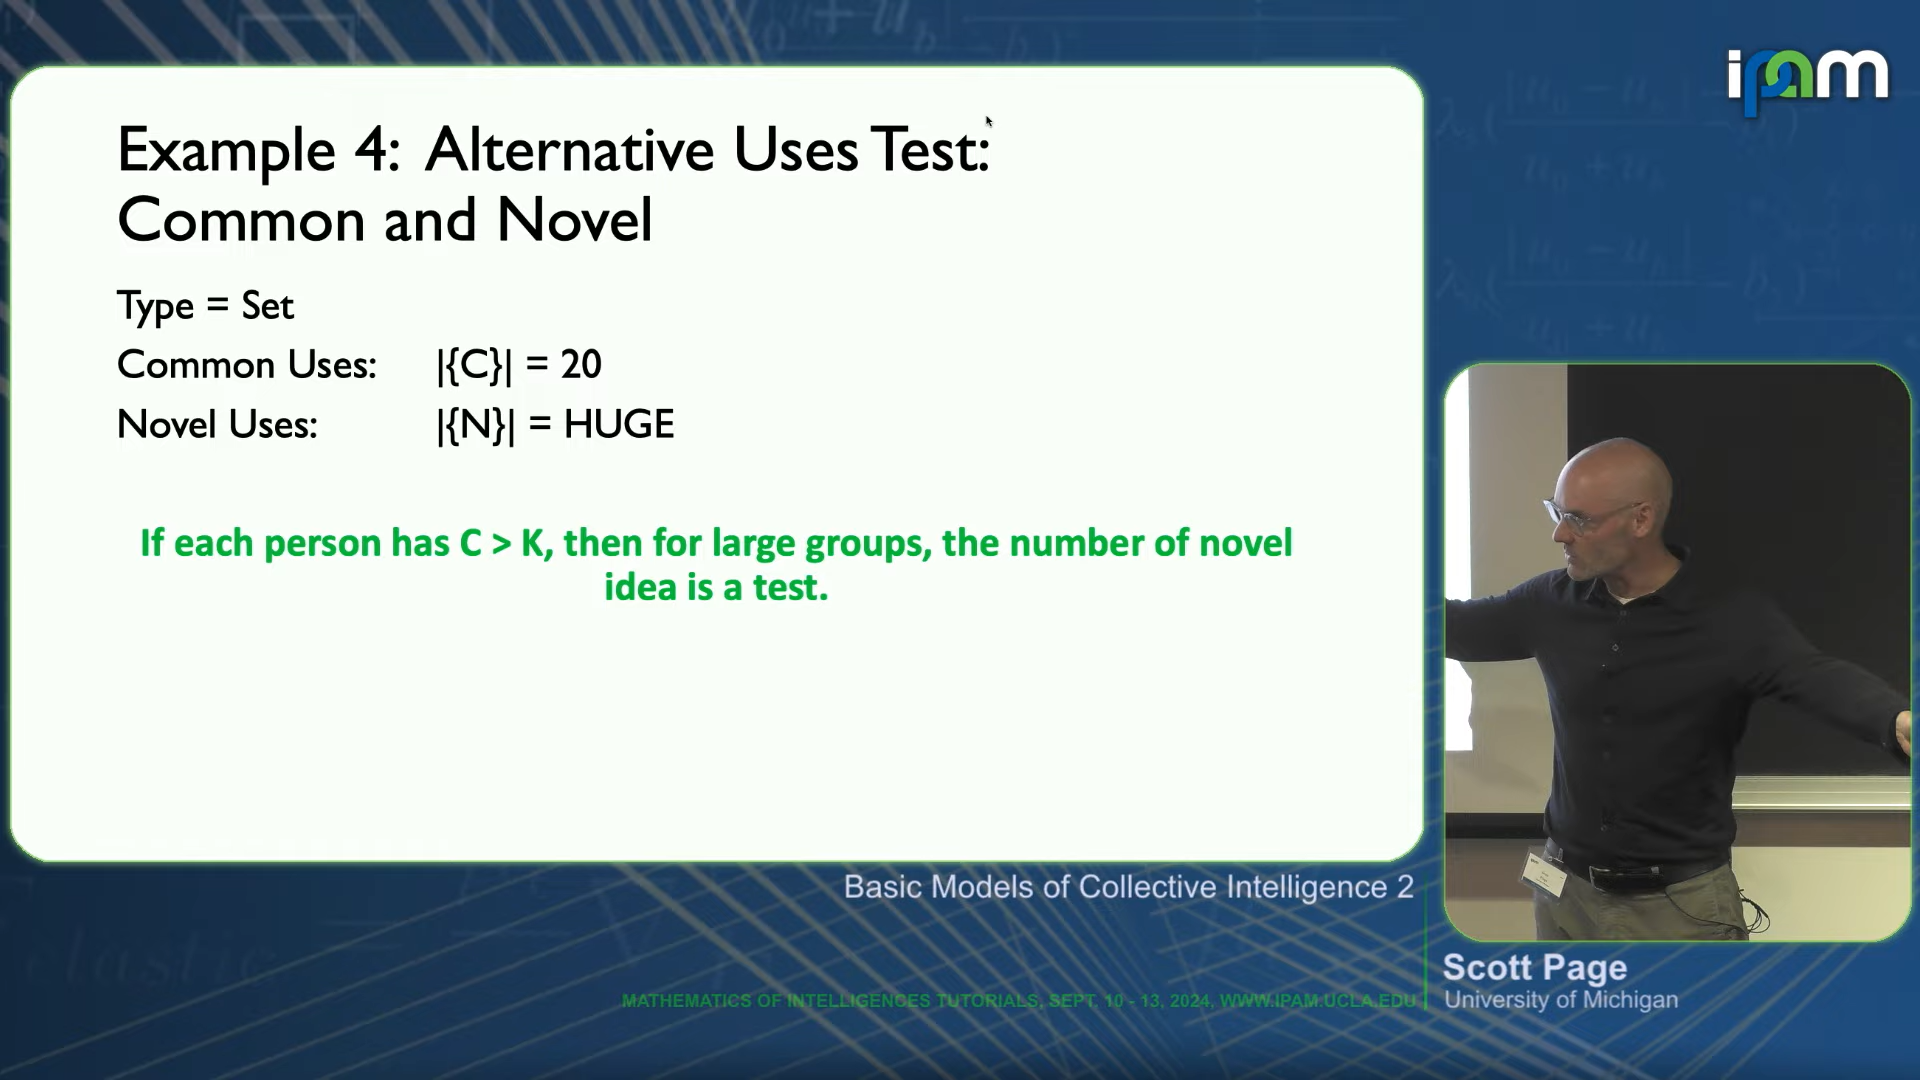 ipam
Example 4: Alternative Uses Test:
Common and Novel
Type = Set
Common Uses: |{C}| = 20
Novel Uses: |{N}| = HUGE
If each person has C > K, then for large groups, the number of novel
idea is a test.
Basic Models of Collective Intelligence 2
Scott Page
University of Michigan
MATHEMATICS OF INTELLIGENCES TUTORIALS, SEPT. 10 - 13, 2024, WWW.IPAM.UCLA.EDU